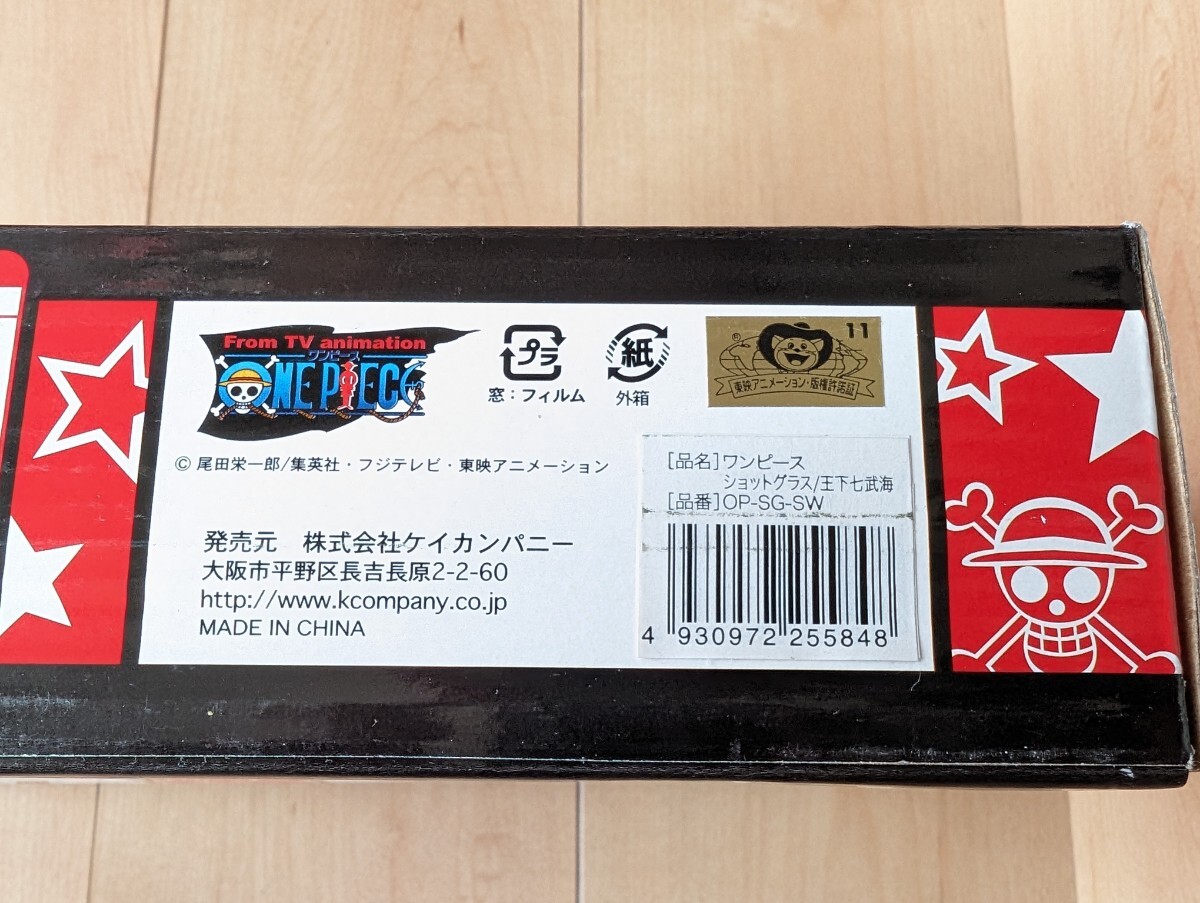 From TV animation
ワンピース
ONE PIECE
プラ
窓：フィルム
紙
外箱
11
東映アニメーション・版権許諾証
© 尾田栄一郎/集英社・フジテレビ・東映アニメーション
[品名]ワンピース
ショットグラス/王下七武海
[品番]OP-SG-SW
発売元　株式会社ケイカンパニー
大阪市平野区長吉長原2-2-60
http://www.kcompany.co.jp
MADE IN CHINA
4 930972 255848